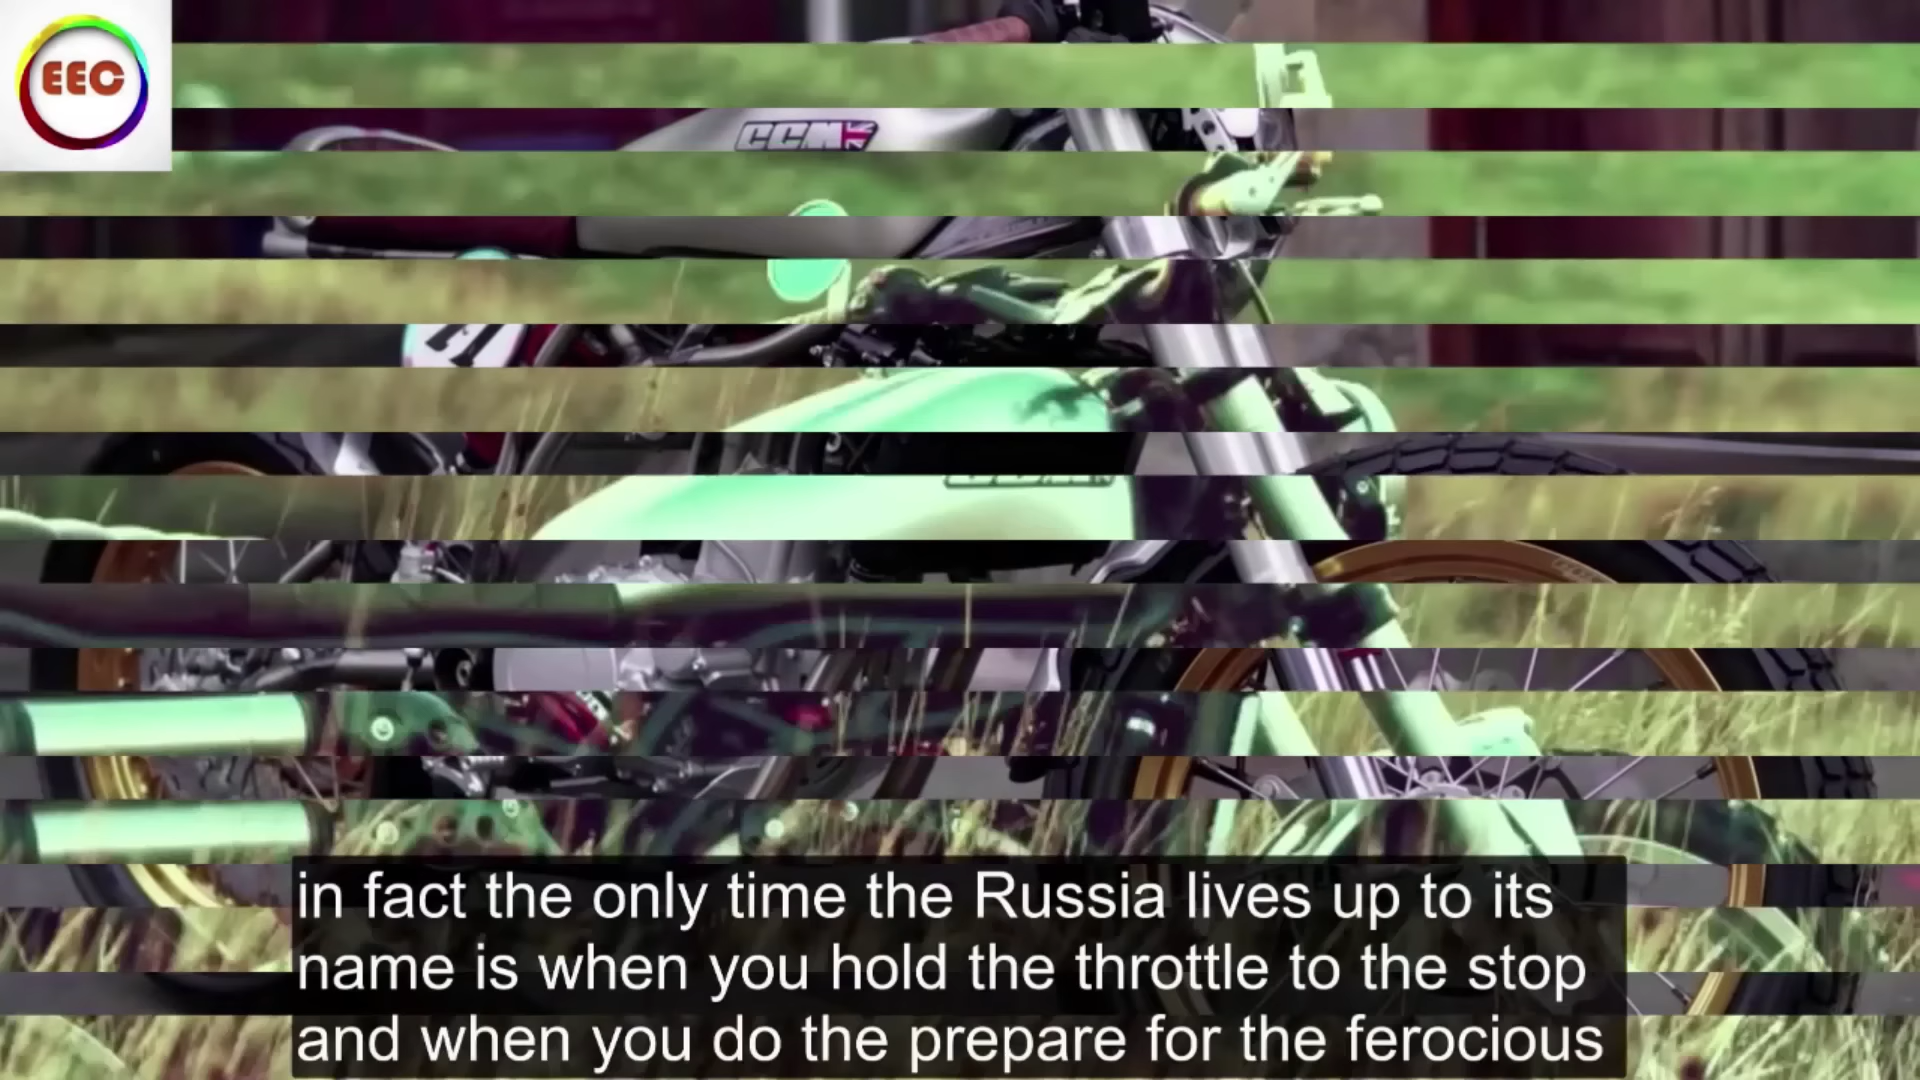 EEC
CCM
in fact the only time the Russia lives up to its
name is when you hold the throttle to the stop
and when you do the prepare for the ferocious